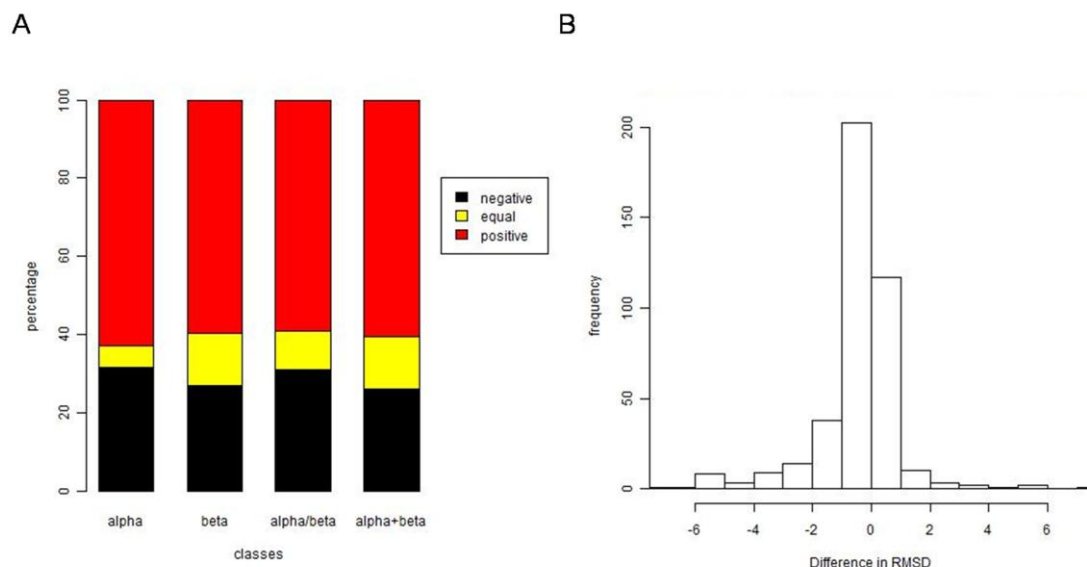 A
percentage
0
20
40
60
80
100
alpha
beta
alpha/beta
alpha+beta
classes
negative
equal
positive
B
frequency
0
50
100
150
200
-6
-4
-2
0
2
4
6
Difference in RMSD